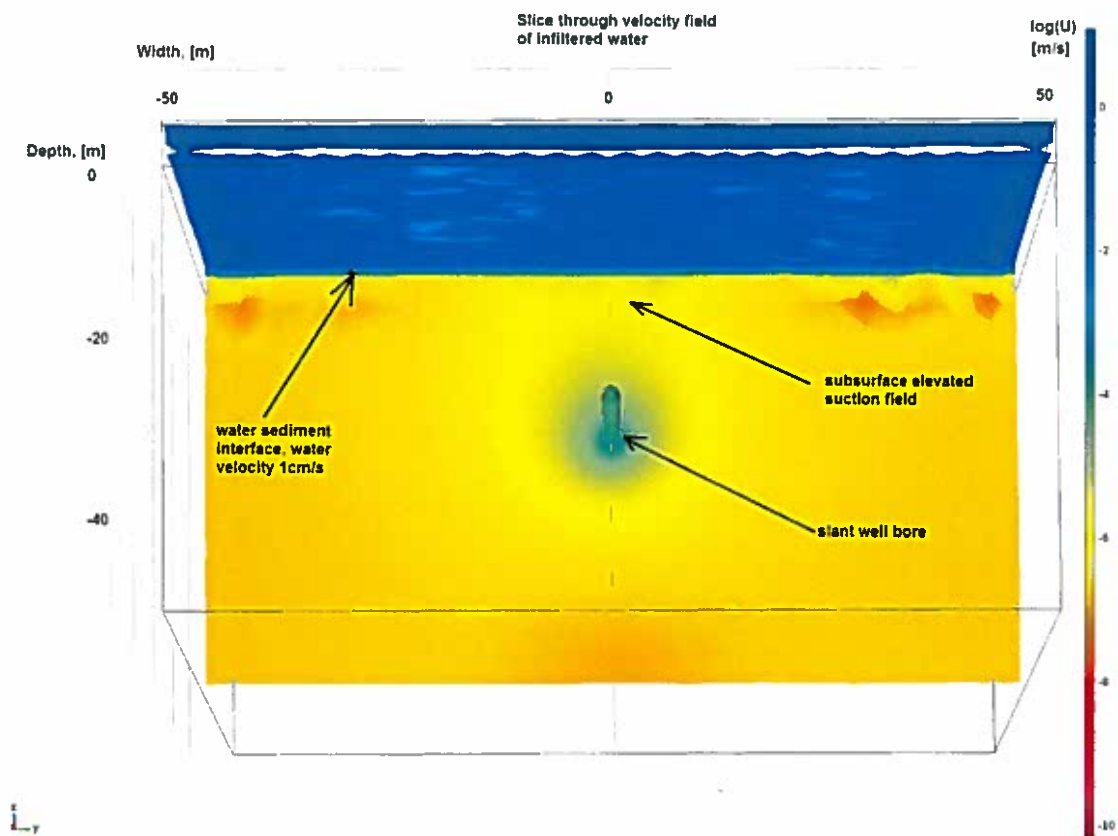 Slice through velocity field
of infiltered water
log(U)
[m/s]
Width, [m]
-50
0
50
Depth, [m]
0
0
-2
-20
subsurface elevated
suction field
-4
water sediment
interface, water
velocity 1cm/s
-40
slant well bore
-6
-8
-10
z
Y